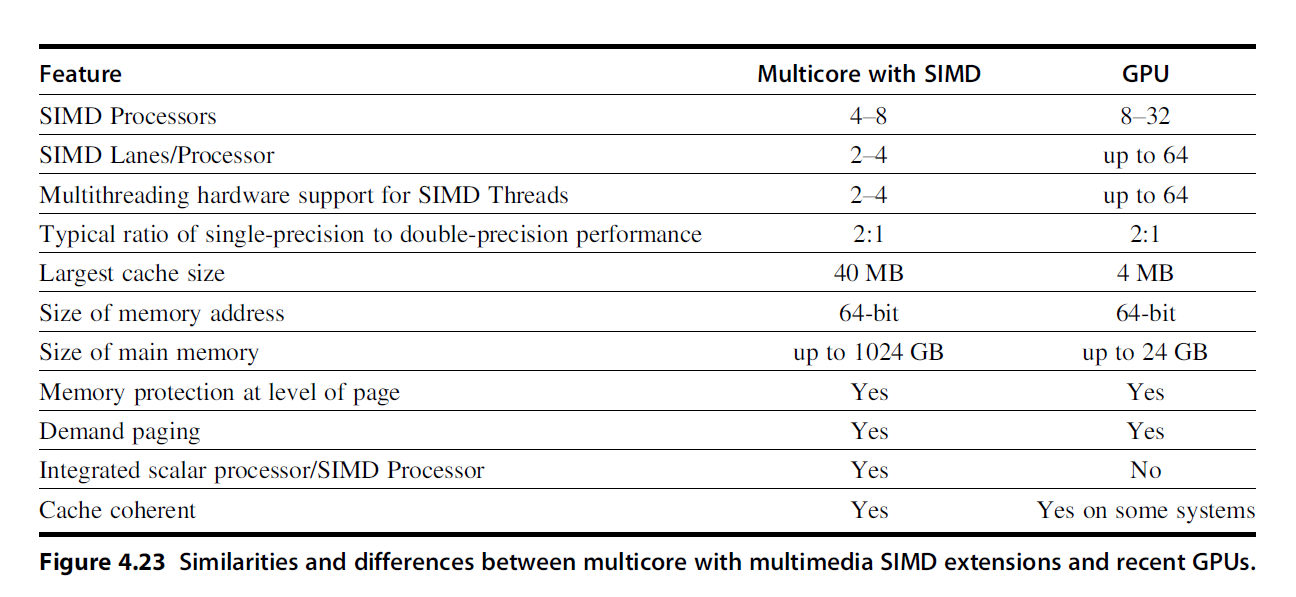 Feature Multicore with SIMD GPU
SIMD Processors 4–8 8–32
SIMD Lanes/Processor 2–4 up to 64
Multithreading hardware support for SIMD Threads 2–4 up to 64
Typical ratio of single-precision to double-precision performance 2:1 2:1
Largest cache size 40 MB 4 MB
Size of memory address 64-bit 64-bit
Size of main memory up to 1024 GB up to 24 GB
Memory protection at level of page Yes Yes
Demand paging Yes Yes
Integrated scalar processor/SIMD Processor Yes No
Cache coherent Yes Yes on some systems
Figure 4.23 Similarities and differences between multicore with multimedia SIMD extensions and recent GPUs.